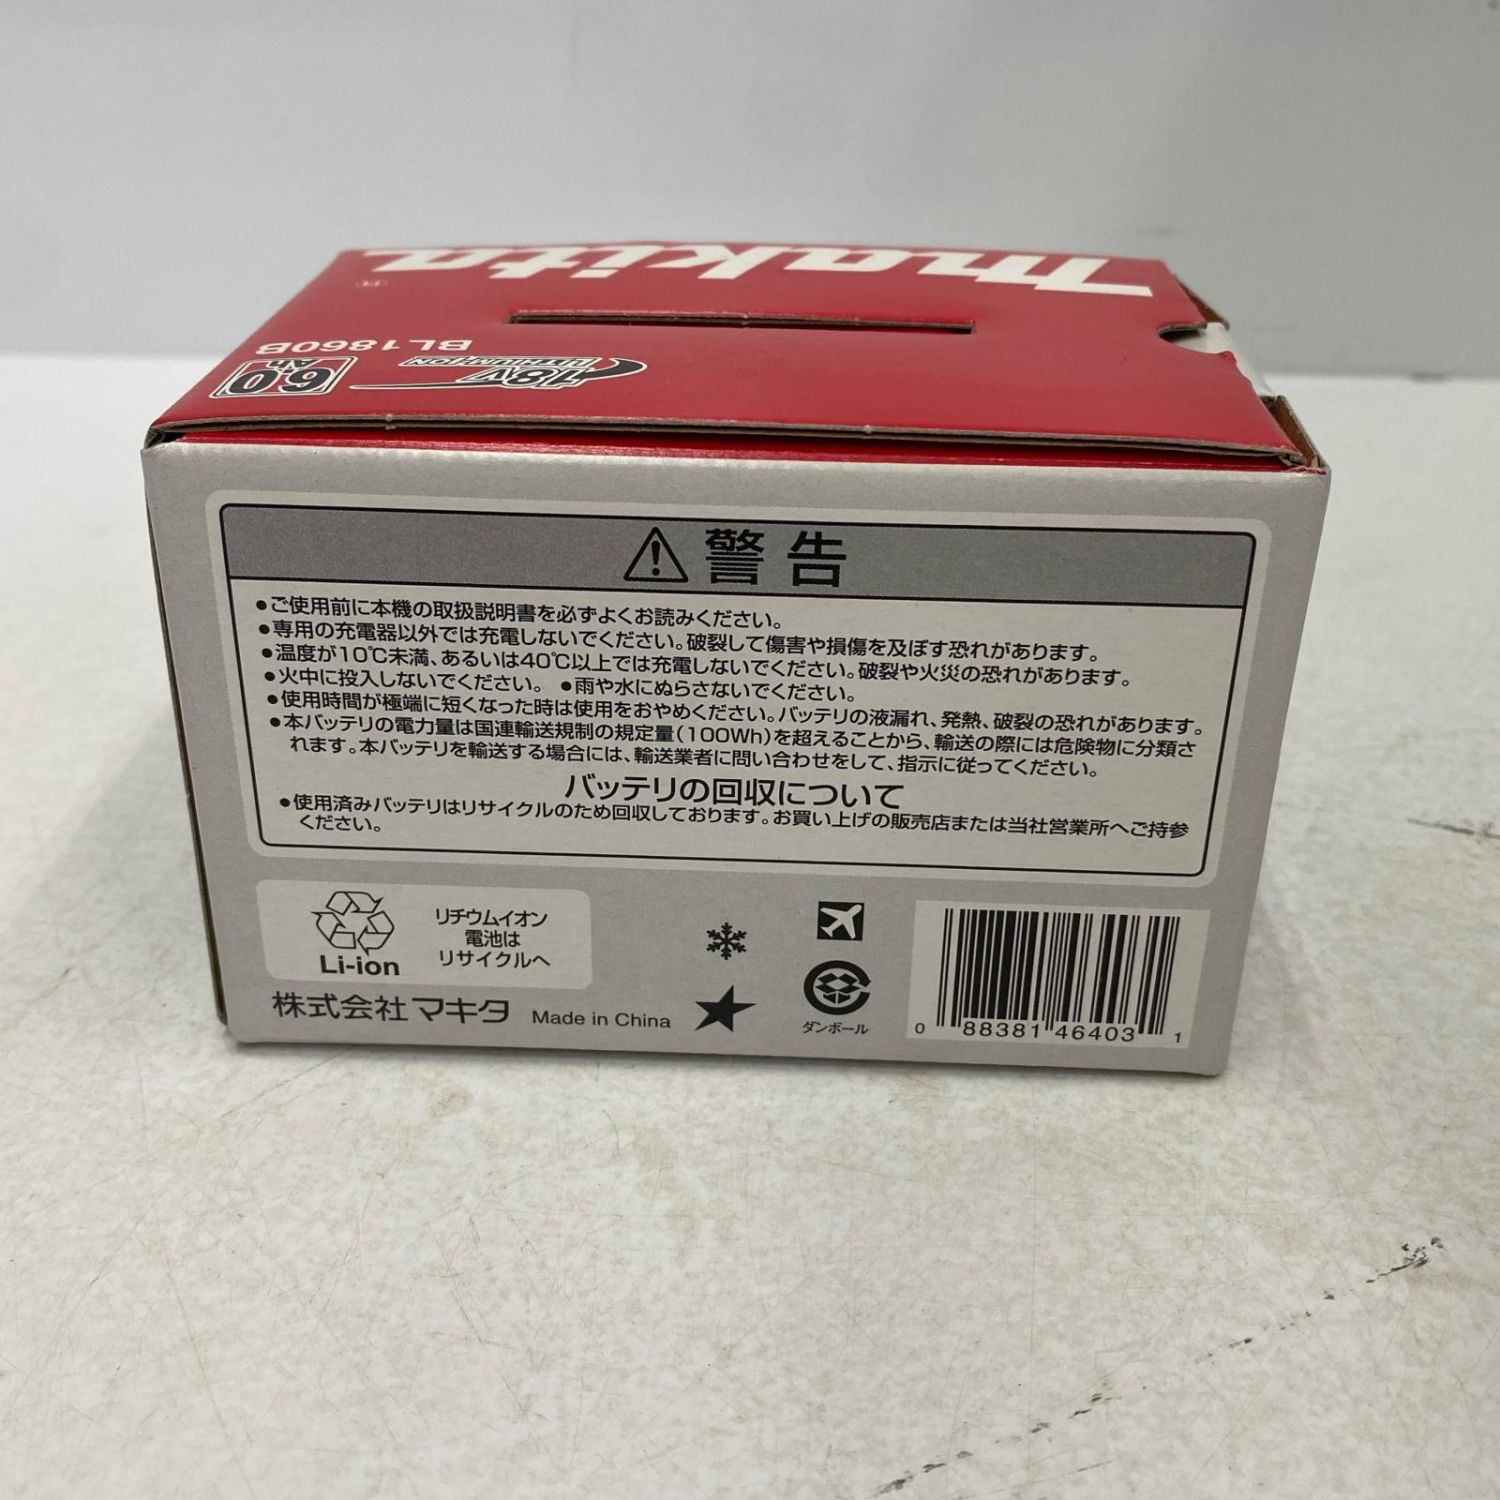 makita
BL1860B
18V
LITHIUM-ION
6.0
Ah
警告
●ご使用前に本機の取扱説明書を必ずよくお読みください。
●専用の充電器以外では充電しないでください。破裂して傷害や損傷を及ぼす恐れがあります。
●温度が10℃未満、あるいは40℃以上では充電しないでください。破裂や火災の恐れがあります。
●火中に投入しないでください。 ●雨や水にぬらさないでください。
●使用時間が極端に短くなった時は使用をおやめください。バッテリの液漏れ、発熱、破裂の恐れがあります。
●本バッテリの電力量は国連輸送規制の規定量(100Wh)を超えることから、輸送の際には危険物に分類さ
れます。本バッテリを輸送する場合には、輸送業者に問い合わせをして、指示に従ってください。
バッテリの回収について
●使用済みバッテリはリサイクルのため回収しております。お買い上げの販売店または当社営業所へご持参
ください。
Li-ion
リチウムイオン
電池は
リサイクルへ
株式会社マキタ Made in China
ダンボール
0 88381 46403 1